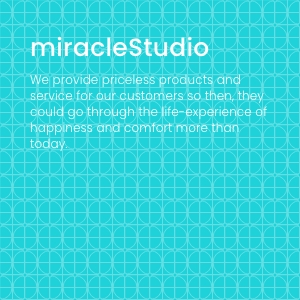 miracleStudio
We provide priceless products and
service for our customers so then, they
could go through the life-experience of
happiness and comfort more than
today.